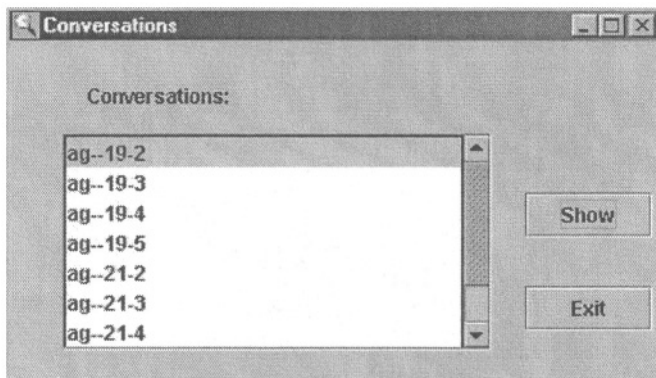 Conversations
Conversations:
ag--19-2
ag--19-3
ag--19-4
ag--19-5
ag--21-2
ag--21-3
ag--21-4
Show
Exit